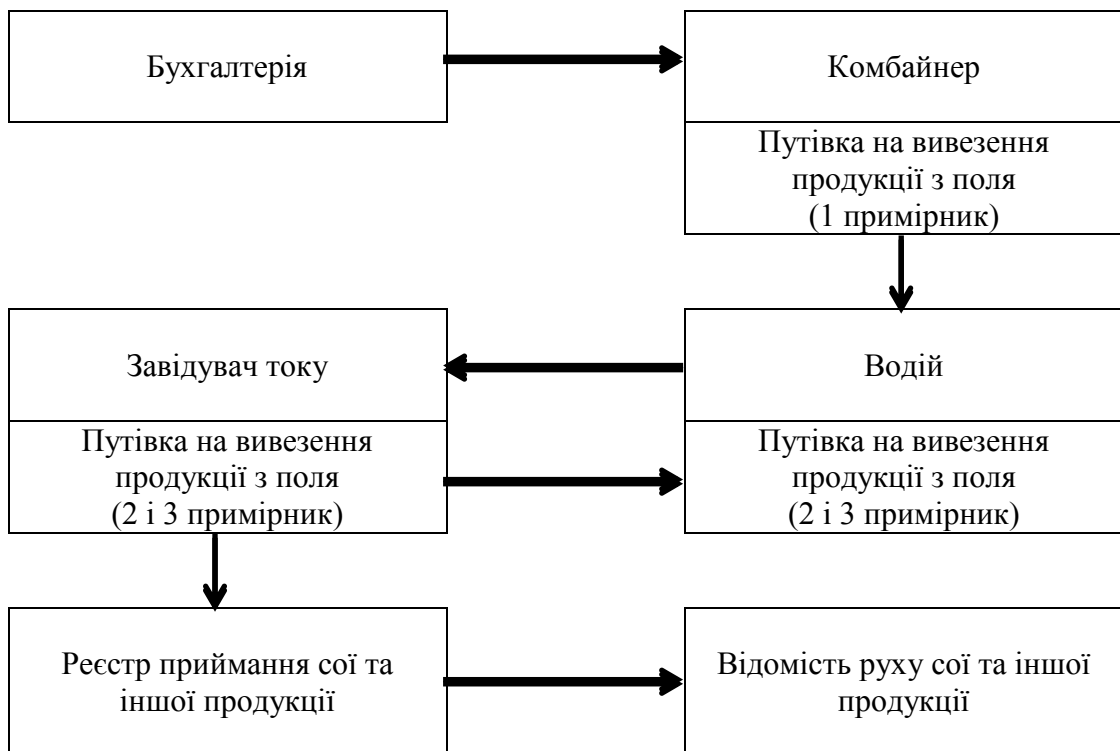 Бухгалтерія
Комбайнер
Путівка на вивезення
продукції з поля
(1 примірник)
Завідувач току
Водій
Путівка на вивезення
продукції з поля
(2 і 3 примірник)
Путівка на вивезення
продукції з поля
(2 і 3 примірник)
Реєстр приймання сої та
іншої продукції
Відомість руху сої та іншої
продукції